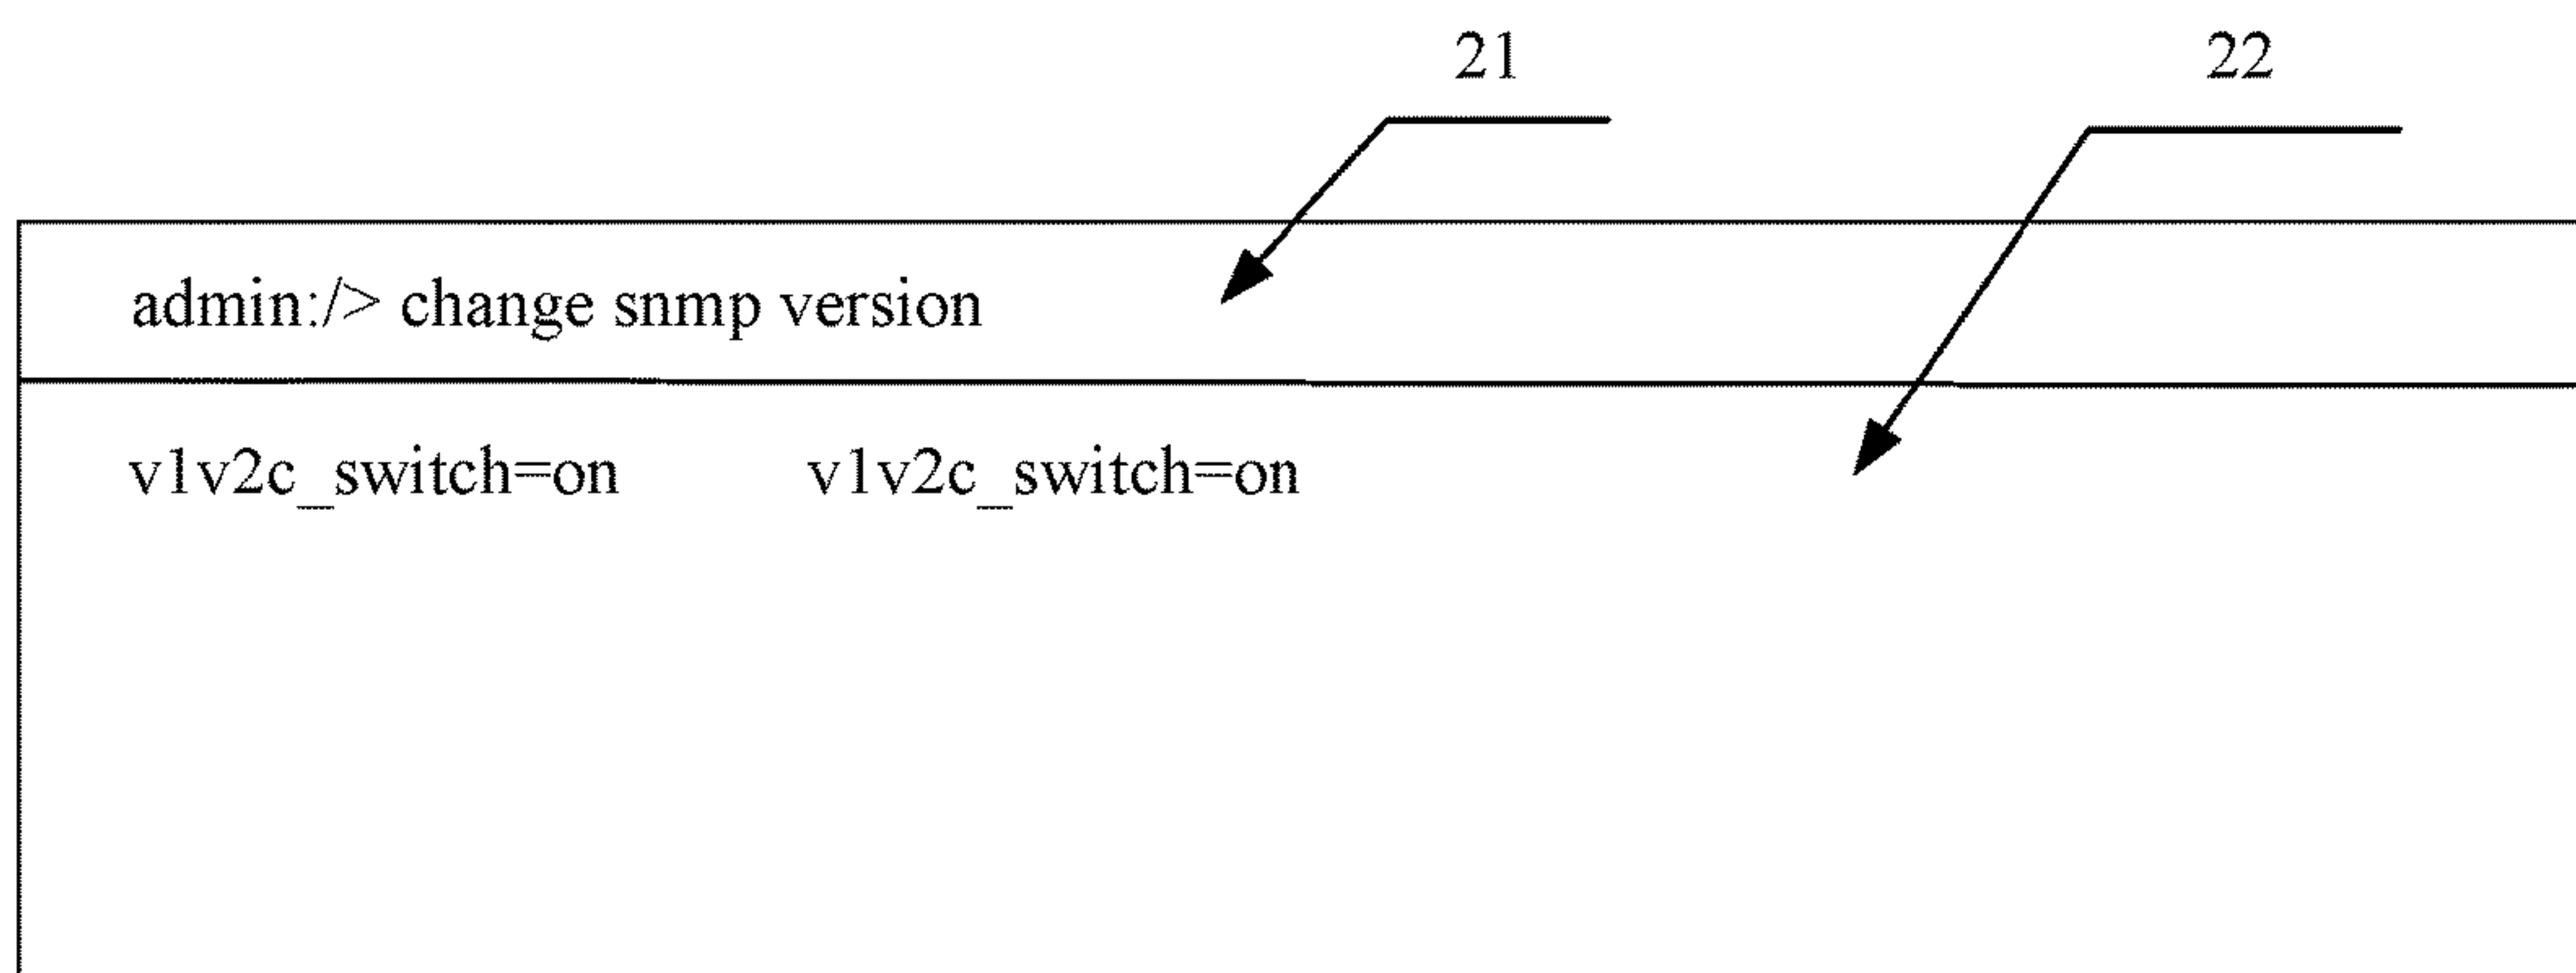 21 22
admin:/> change snmp version
v1v2c_switch=on v1v2c_switch=on